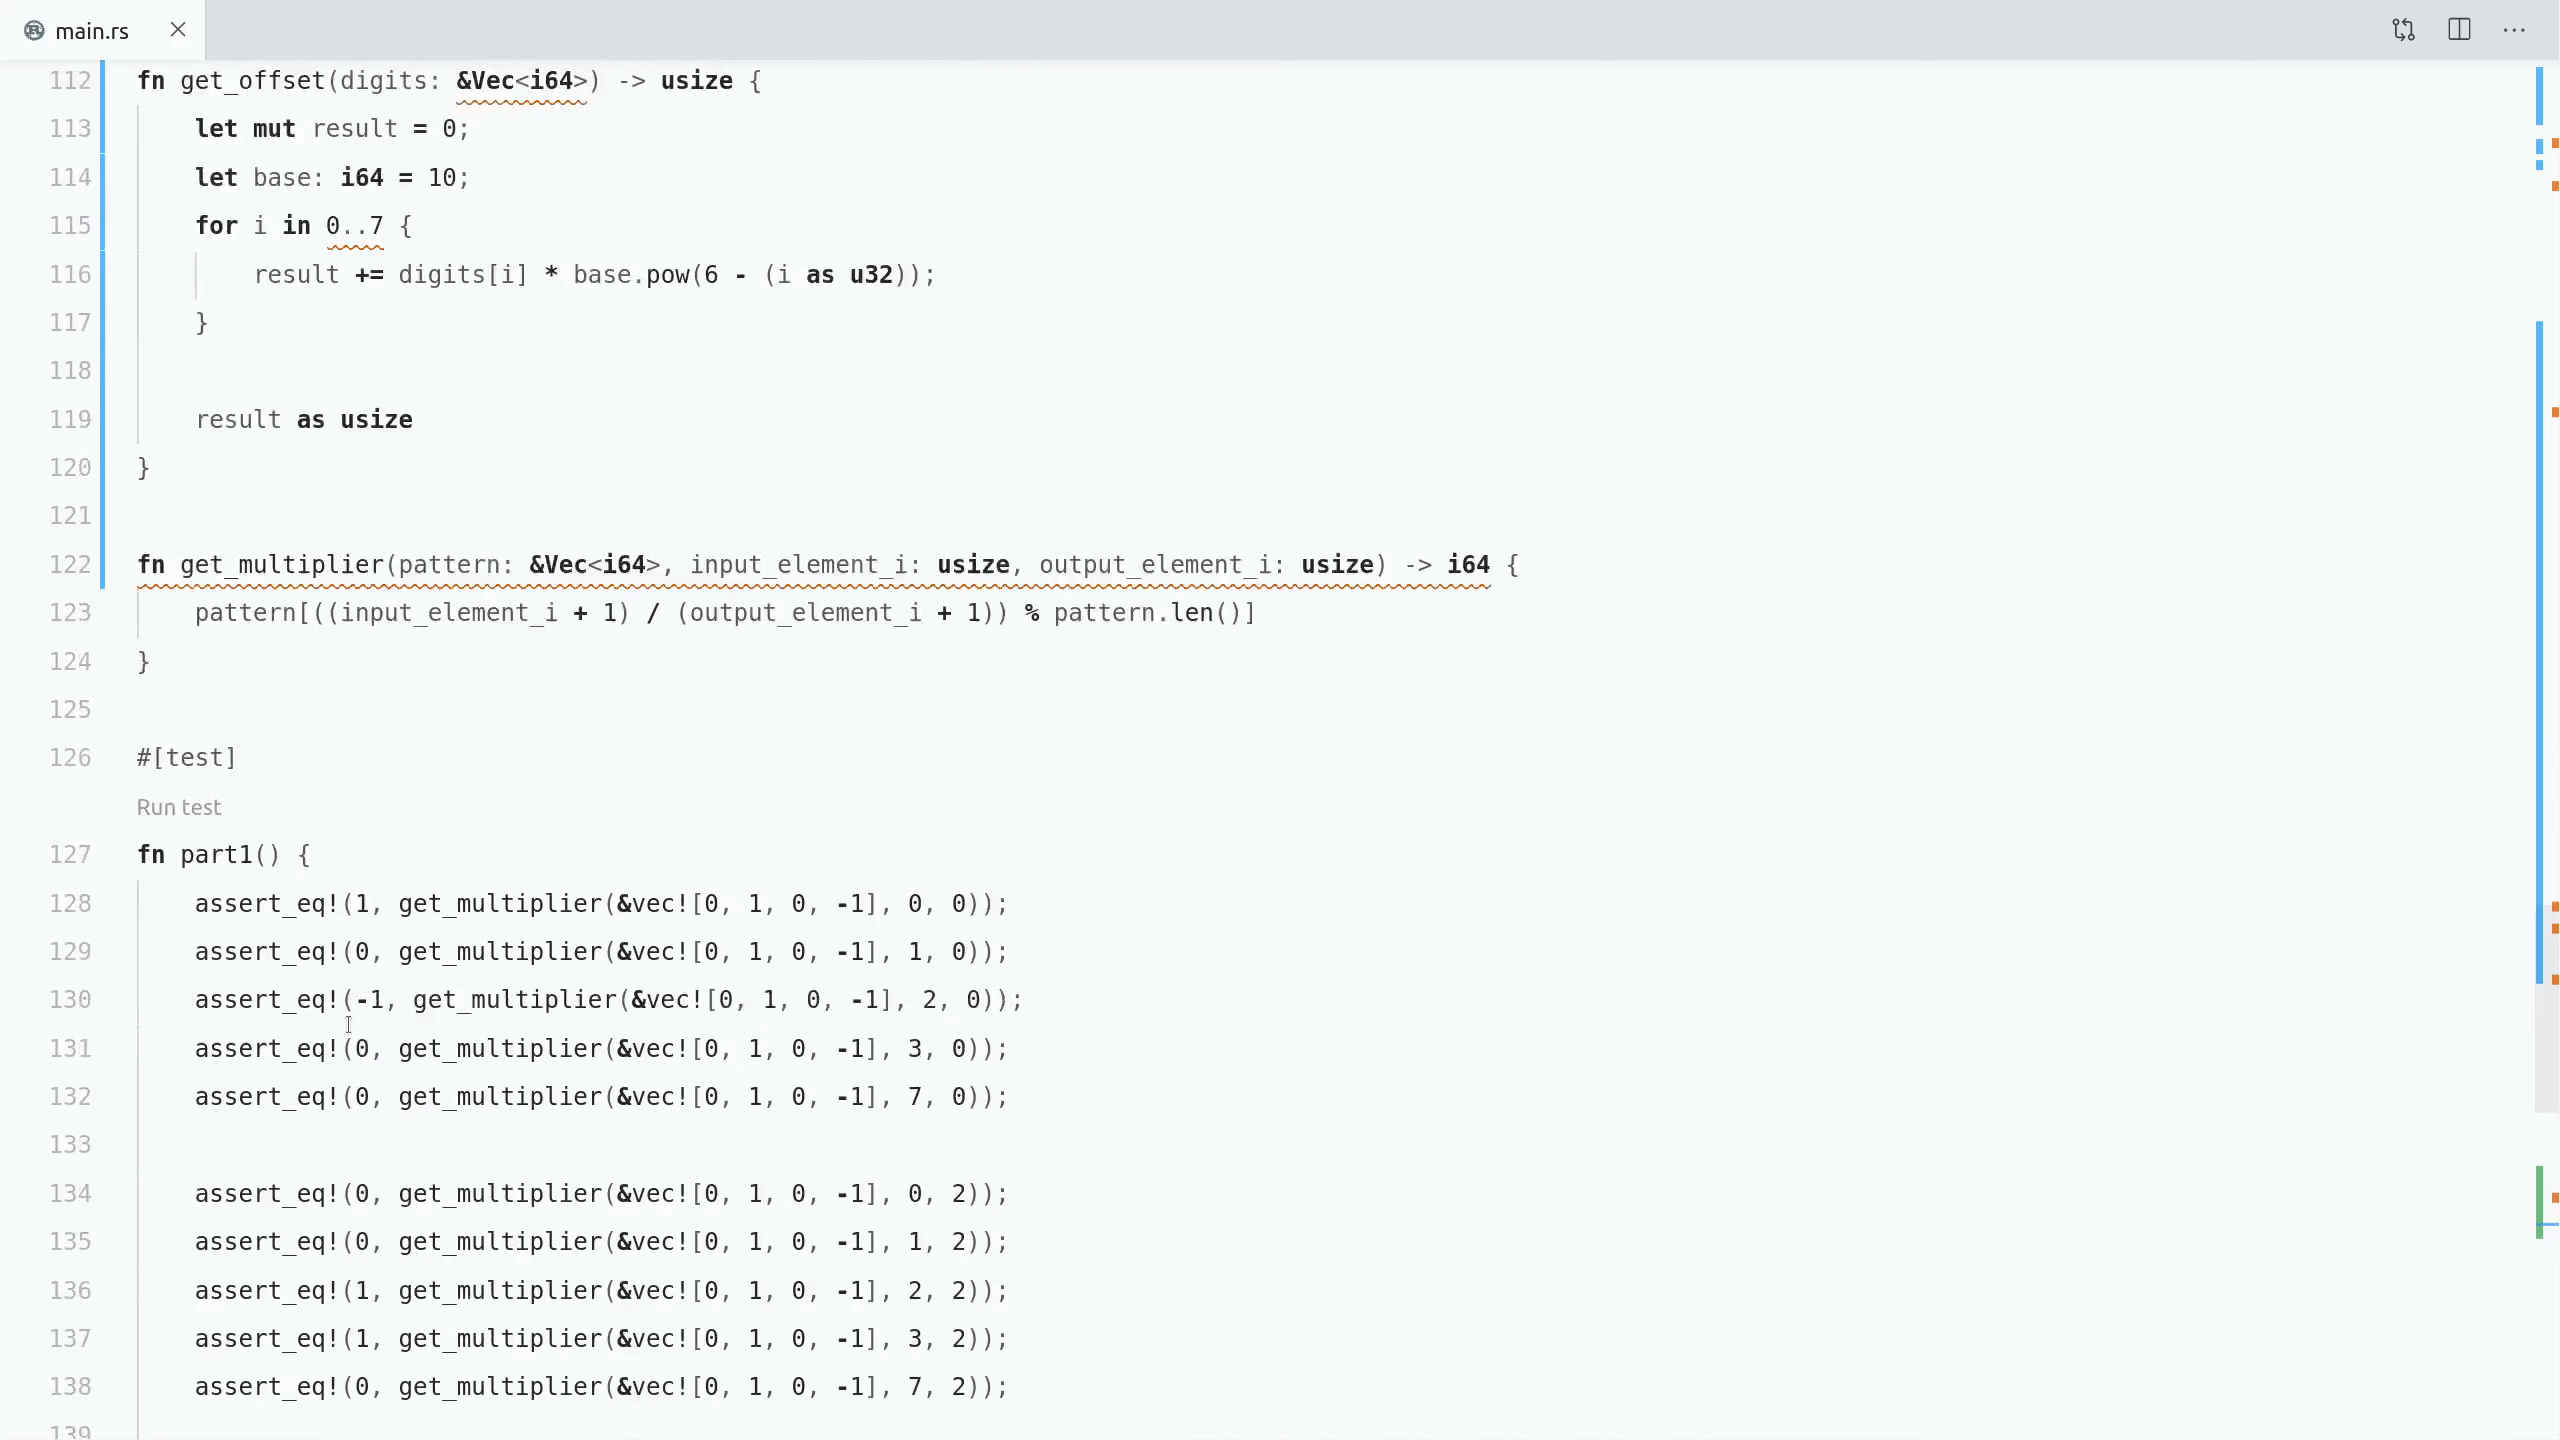 main.rs
112 fn get_offset(digits: &Vec<i64>) -> usize {
113     let mut result = 0;
114     let base: i64 = 10;
115     for i in 0..7 {
116         result += digits[i] * base.pow(6 - (i as u32));
117     }
118
119     result as usize
120 }
121
122 fn get_multiplier(pattern: &Vec<i64>, input_element_i: usize, output_element_i: usize) -> i64 {
123     pattern[((input_element_i + 1) / (output_element_i + 1)) % pattern.len()]
124 }
125
126 #[test]
Run test
127 fn part1() {
128     assert_eq!(1, get_multiplier(&vec![0, 1, 0, -1], 0, 0));
129     assert_eq!(0, get_multiplier(&vec![0, 1, 0, -1], 1, 0));
130     assert_eq!(-1, get_multiplier(&vec![0, 1, 0, -1], 2, 0));
131     assert_eq!(0, get_multiplier(&vec![0, 1, 0, -1], 3, 0));
132     assert_eq!(0, get_multiplier(&vec![0, 1, 0, -1], 7, 0));
133
134     assert_eq!(0, get_multiplier(&vec![0, 1, 0, -1], 0, 2));
135     assert_eq!(0, get_multiplier(&vec![0, 1, 0, -1], 1, 2));
136     assert_eq!(1, get_multiplier(&vec![0, 1, 0, -1], 2, 2));
137     assert_eq!(1, get_multiplier(&vec![0, 1, 0, -1], 3, 2));
138     assert_eq!(0, get_multiplier(&vec![0, 1, 0, -1], 7, 2));
139